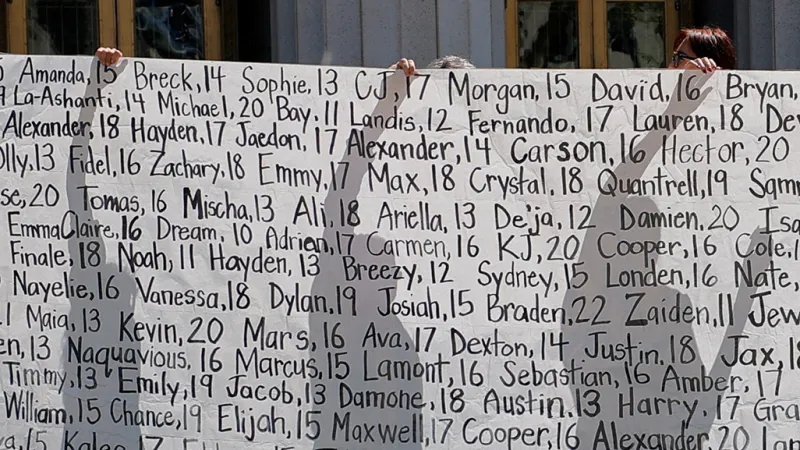 Amanda, 15 Breck, 14 Sophie, 13 CJ, 17 Morgan, 15 David, 16 Bryan,
La-Ashanti, 14 Michael, 20 Bay, 11 Landis, 12 Fernando, 17 Lauren, 18
Alexander, 18 Hayden, 17 Jaedon, 17 Alexander, 14 Carson, 16 Hector, 20
13 Fidel, 16 Zachary, 18 Emmy, 17 Max, 18 Crystal, 18 Quantrell, 19
20 Tomas, 16 Mischa, 13 Ali, 18 Ariella, 13 De'ja, 12 Damien, 20
EmmaClaire, 16 Dream, 10 Adrien, 17 Carmen, 16 KJ, 20 Cooper, 16 Cole,
Finale, 18 Noah, 11 Hayden, 13 Breezy, 12 Sydney, 15 Londen, 16 Nate,
Nayelie, 16 Vanessa, 18 Dylan, 19 Josiah, 15 Braden, 22 Zaiden, 11
Maia, 13 Kevin, 20 Mars, 16 Ava, 17 Dexton, 14 Justin, 18 Jax,
13 Naquavious, 16 Marcus, 15 Lamont, 16 Sebastian, 16 Amber, 17
Timmy, 13 Emily, 19 Jacob, 13 Damone, 18 Austin, 13 Harry, 17
William, 15 Chance, 19 Elijah, 15 Maxwell, 17 Cooper, 16 Alexander, 20
15 17